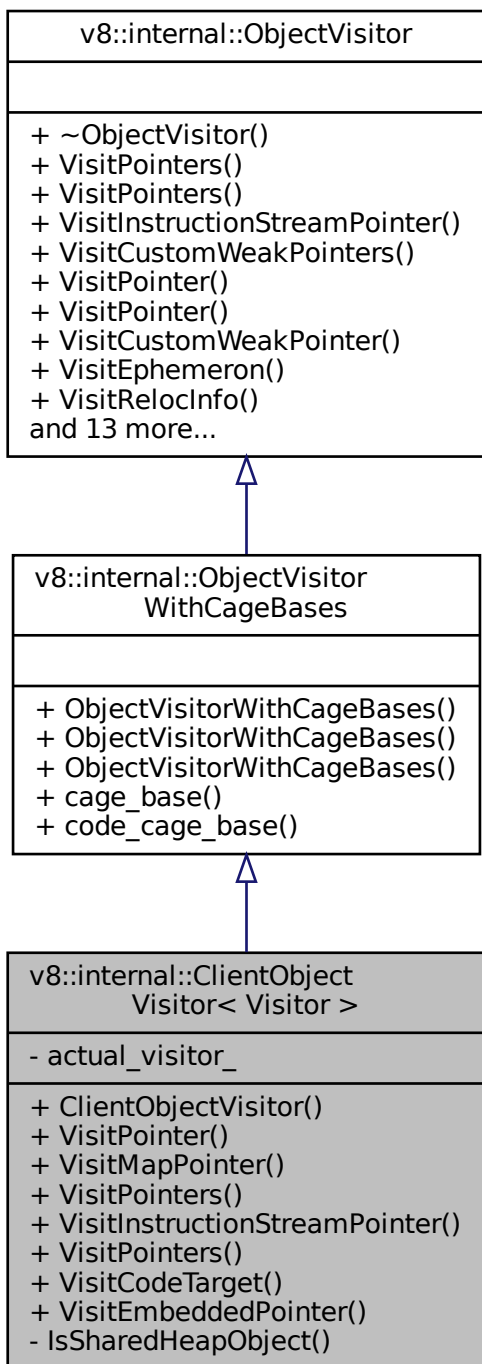 v8::internal::ObjectVisitor
+ ~ObjectVisitor()
+ VisitPointers()
+ VisitPointers()
+ VisitInstructionStreamPointer()
+ VisitCustomWeakPointers()
+ VisitPointer()
+ VisitPointer()
+ VisitCustomWeakPointer()
+ VisitEphemeron()
+ VisitRelocInfo()
and 13 more...
v8::internal::ObjectVisitor
WithCageBases
+ ObjectVisitorWithCageBases()
+ ObjectVisitorWithCageBases()
+ ObjectVisitorWithCageBases()
+ cage_base()
+ code_cage_base()
v8::internal::ClientObject
Visitor< Visitor >
- actual_visitor_
+ ClientObjectVisitor()
+ VisitPointer()
+ VisitMapPointer()
+ VisitPointers()
+ VisitInstructionStreamPointer()
+ VisitPointers()
+ VisitCodeTarget()
+ VisitEmbeddedPointer()
- IsSharedHeapObject()